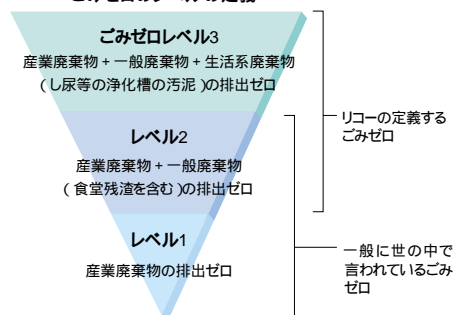 ごみゼロレベル3
産業廃棄物+一般廃棄物+生活系廃棄物
(し尿等の浄化槽の汚泥)の排出ゼロ
レベル2
産業廃棄物+一般廃棄物
(食堂残渣を含む)の排出ゼロ
レベル1
産業廃棄物の排出ゼロ
リコーの定義する
ごみゼロ
一般に世の中で
言われているごみ
ゼロ